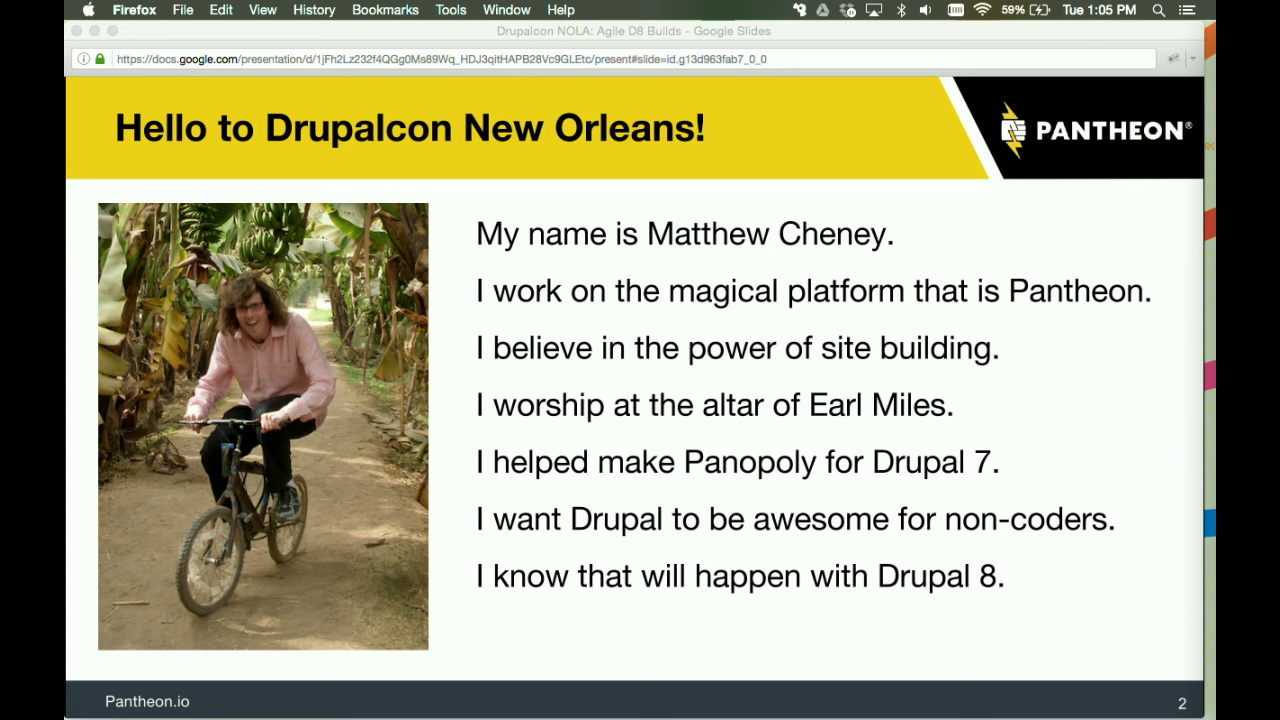 Firefox File Edit View History Bookmarks Tools Window Help 59% Tue 1:05 PM
Drupalcon NOLA: Agile D8 Builds - Google Slides
https://docs.google.com/presentation/d/1jFh2Lz232f4QGg0Ms89Wq_HDJ3qitHAPB28Vc9GLEtc/present#slide=id.g13d963fab7_0_0
Hello to Drupalcon New Orleans!
PANTHEON®
My name is Matthew Cheney.
I work on the magical platform that is Pantheon.
I believe in the power of site building.
I worship at the altar of Earl Miles.
I helped make Panopoly for Drupal 7.
I want Drupal to be awesome for non-coders.
I know that will happen with Drupal 8.
Pantheon.io
2